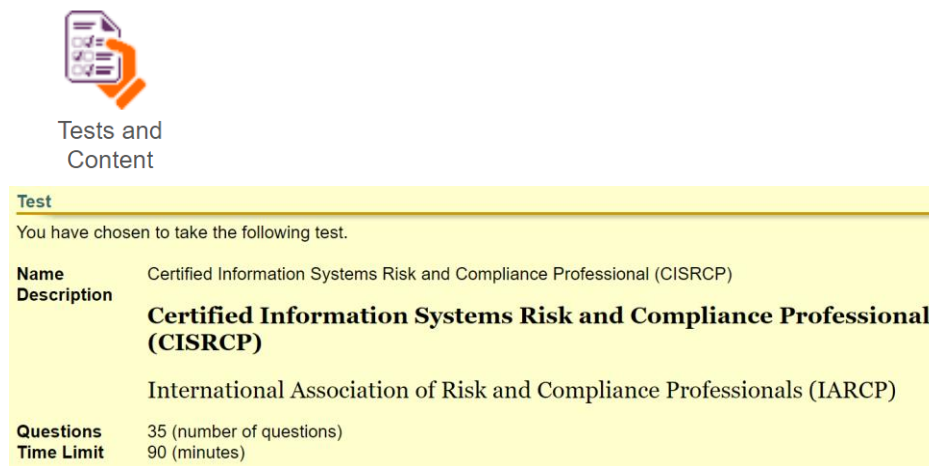 Tests and
Content
Test
You have chosen to take the following test.
Name Certified Information Systems Risk and Compliance Professional (CISRCP)
Description
Certified Information Systems Risk and Compliance Professional
(CISRCP)
International Association of Risk and Compliance Professionals (IARCP)
Questions 35 (number of questions)
Time Limit 90 (minutes)